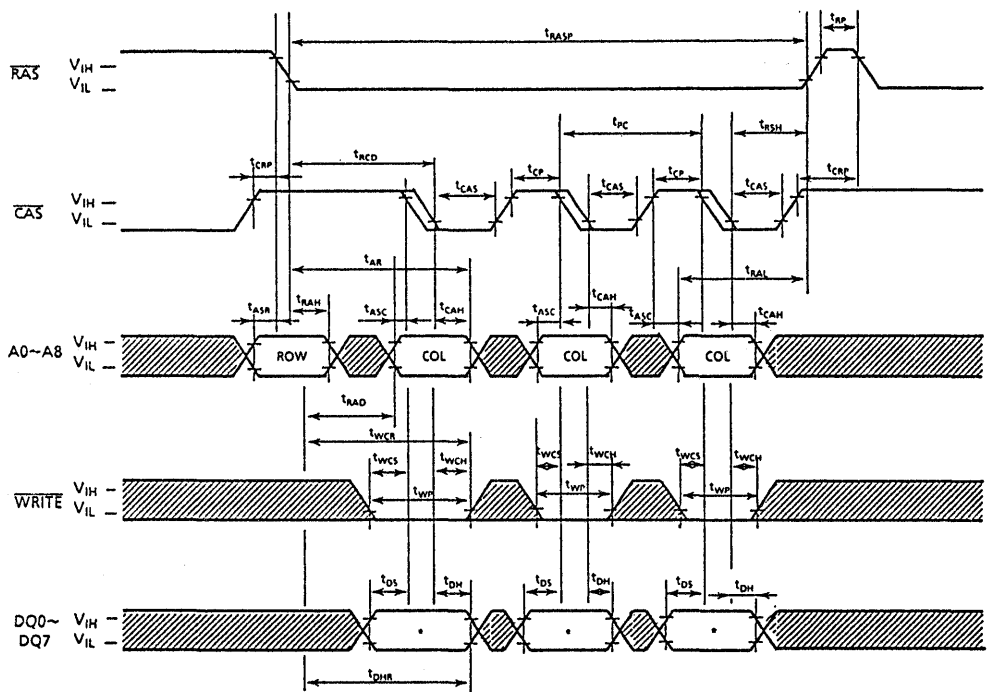 tRP
tRASP
RAS
VIH
VIL
tPC
tRSH
tRCD
tCRP
tCP
tCP
tCRP
tCAS
tCAS
tCAS
CAS
VIH
VIL
tAR
tRAL
tRAH
tCAH
tASR
tASC
tCAH
tASC
tASC
tCAH
A0~A8
VIH
VIL
ROW
COL
COL
COL
tRAD
tWCR
tWCS
tWCH
tWCS
tWCH
tWCS
tWCH
WRITE
VIH
VIL
tWP
tWP
tWP
tDS
tDH
tDS
tDH
tDS
tDH
DQ0~
DQ7
VIH
VIL
*
*
*
tDHR